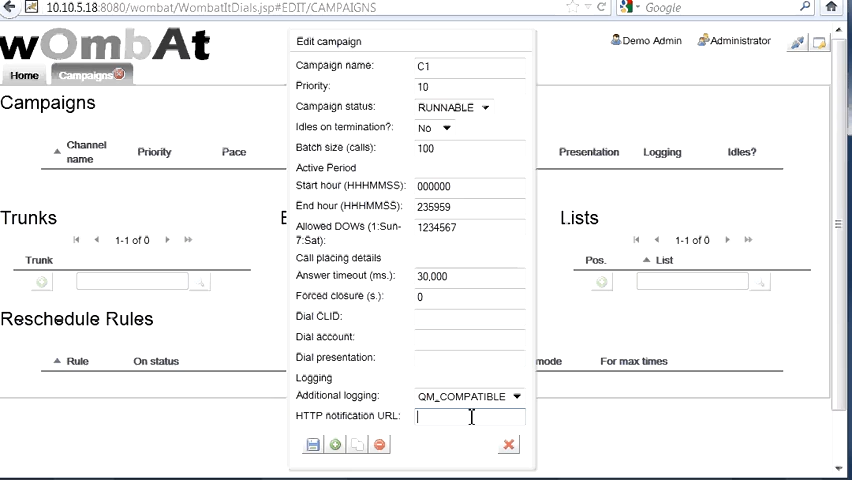 10.10.5.18:8080/wombat/WombatItDials.jsp#EDIT/CAMPAIGNS
Google
wOmbAt
Demo Admin
Administrator
Home
Campaigns
Edit campaign
Campaign name: C1
Priority: 10
Campaign status: RUNNABLE
Idles on termination?: No
Batch size (calls): 100
Active Period
Start hour (HHMMSS): 000000
End hour (HHMMSS): 235959
Allowed DOWs (1:Sun-
7:Sat): 1234567
Call placing details
Answer timeout (ms.): 30,000
Forced closure (s.): 0
Dial CLID:
Dial account:
Dial presentation:
Logging
Additional logging: QM_COMPATIBLE
HTTP notification URL:
Campaigns
Channel
name
Priority
Pace
Presentation
Logging
Idles?
Trunks
1-1 of 0
Trunk
Lists
1-1 of 0
Pos.
List
Reschedule Rules
Rule
On status
mode
For max times